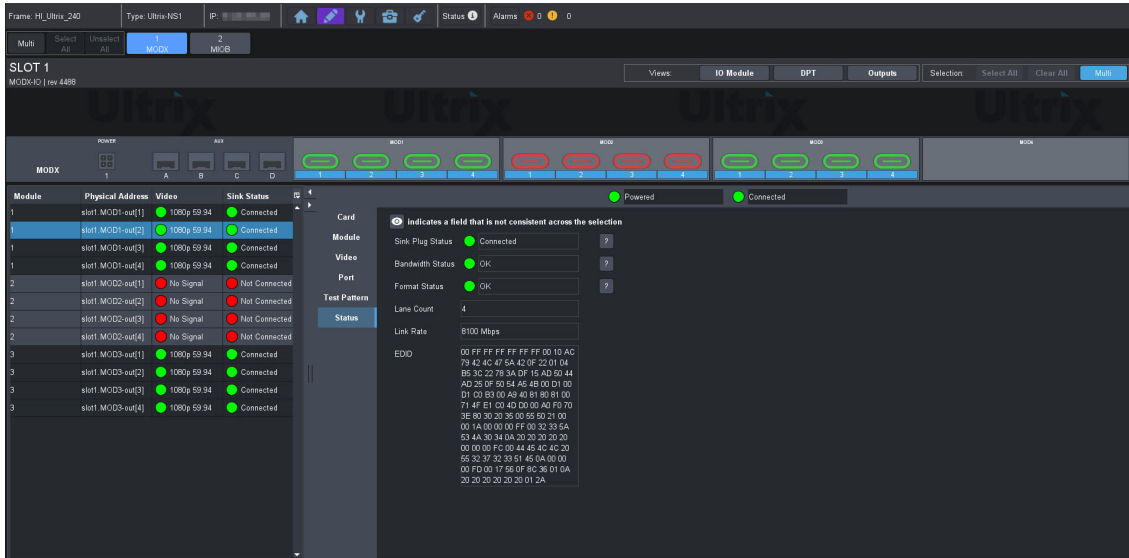 Frame: HI_Ultrix_240 Type: Ultrix-NS1 IP: Status Alarms 0 0
Multi Select All Unselect All 1 MODX 2 MIOB
SLOT 1
MODX-IO | rev 4488
Views: IO Module DPT Outputs Selection: Select All Clear All Multi
Ultrix Ultrix Ultrix Ultrix
POWER AUX MOD1 MOD2 MOD3 MOD4
MODX 1 A B C D 1 2 3 4 1 2 3 4 1 2 3 4
Module Physical Address Video Sink Status
1 slot1.MOD1-out[1] 1080p 59.94 Connected
1 slot1.MOD1-out[2] 1080p 59.94 Connected
1 slot1.MOD1-out[3] 1080p 59.94 Connected
1 slot1.MOD1-out[4] 1080p 59.94 Connected
2 slot1.MOD2-out[1] No Signal Not Connected
2 slot1.MOD2-out[2] No Signal Not Connected
2 slot1.MOD2-out[3] No Signal Not Connected
2 slot1.MOD2-out[4] No Signal Not Connected
3 slot1.MOD3-out[1] 1080p 59.94 Connected
3 slot1.MOD3-out[2] 1080p 59.94 Connected
3 slot1.MOD3-out[3] 1080p 59.94 Connected
3 slot1.MOD3-out[4] 1080p 59.94 Connected
Powered Connected
Card
Module
Video
Port
Test Pattern
Status
indicates a field that is not consistent across the selection
Sink Plug Status Connected ?
Bandwidth Status OK ?
Format Status OK ?
Lane Count 4
Link Rate 8100 Mbps
EDID 00 FF FF FF FF FF FF 00 10 AC
79 42 4C 47 5A 42 0F 22 01 04
B5 3C 22 78 3A DF 15 AD 50 44
AD 25 0F 50 54 A5 4B 00 D1 00
D1 C0 B3 00 A9 40 81 80 81 00
71 4F E1 C0 4D D0 00 A0 F0 70
3E 80 30 20 35 00 55 50 21 00
00 1A 00 00 00 FF 00 32 33 5A
53 4A 30 34 0A 20 20 20 20 20
00 00 00 FC 00 44 45 4C 4C 20
55 32 37 32 33 51 45 0A 00 00
00 FD 00 17 56 0F 8C 36 01 0A
20 20 20 20 20 20 01 2A